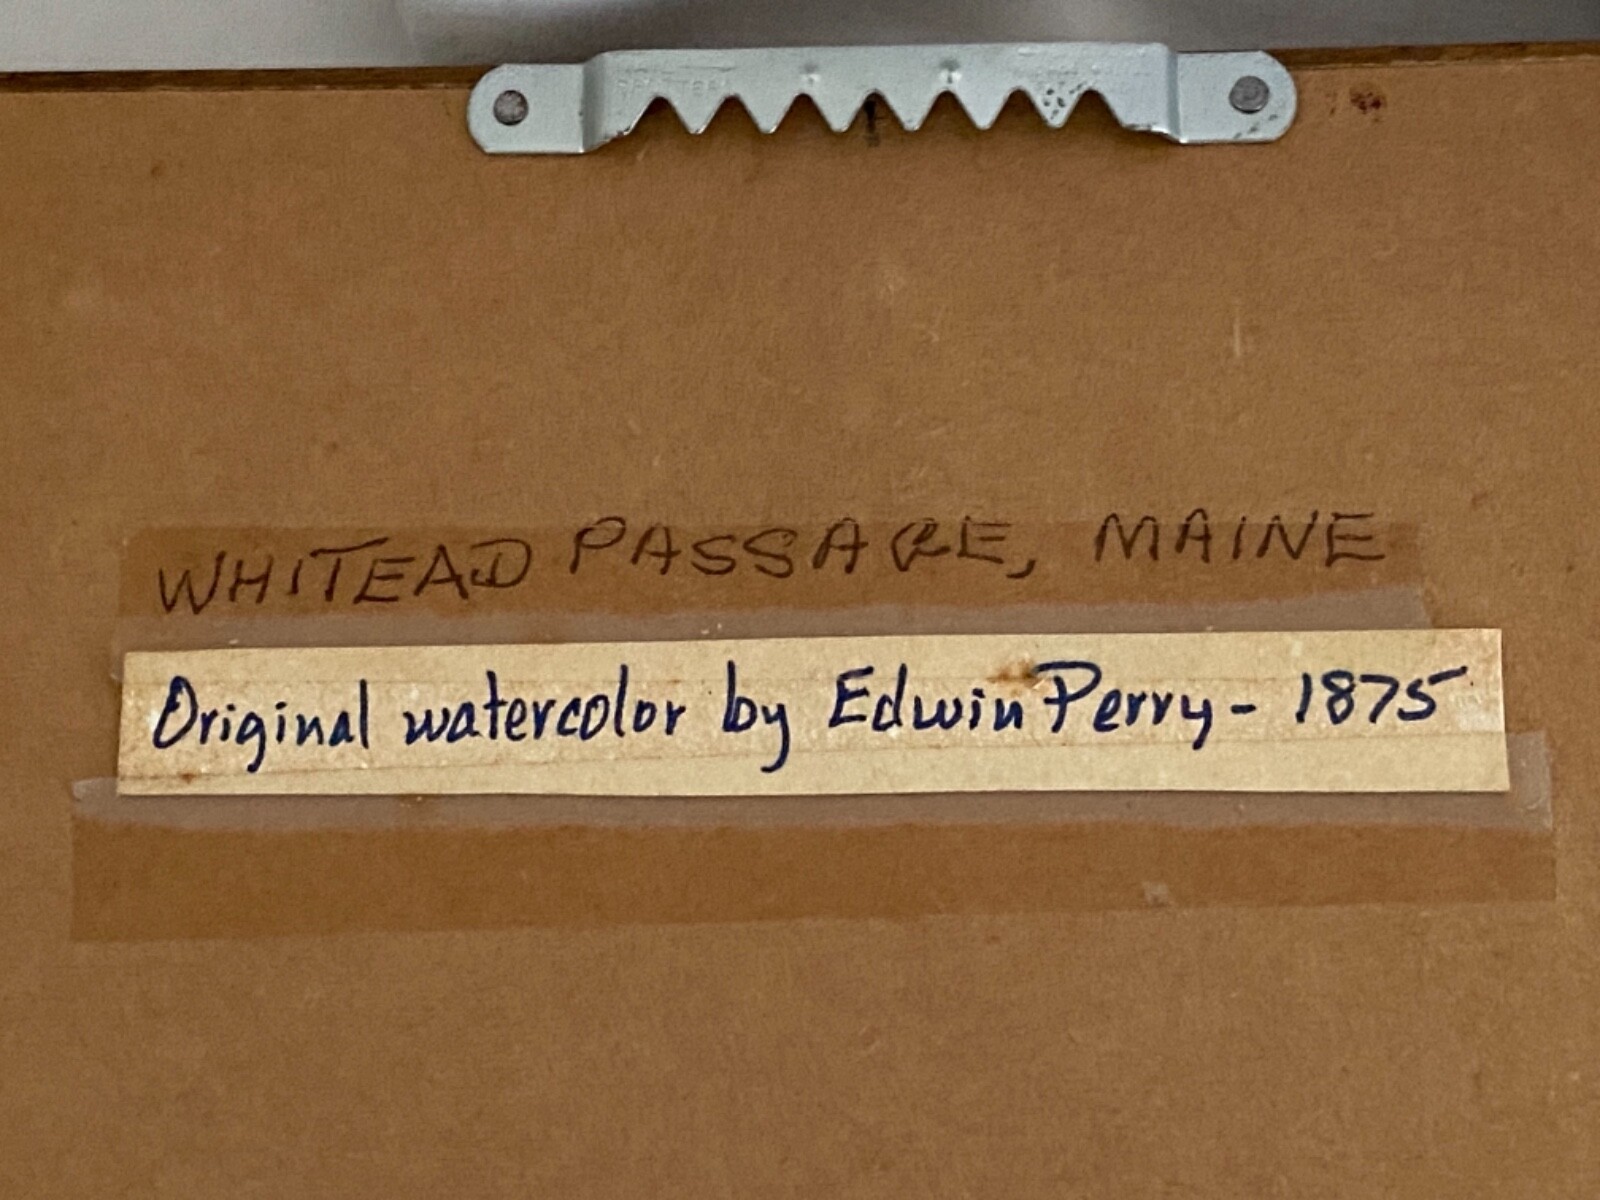 WHITEAD PASSAGE, MAINE
Original watercolor by Edwin Perry - 1875